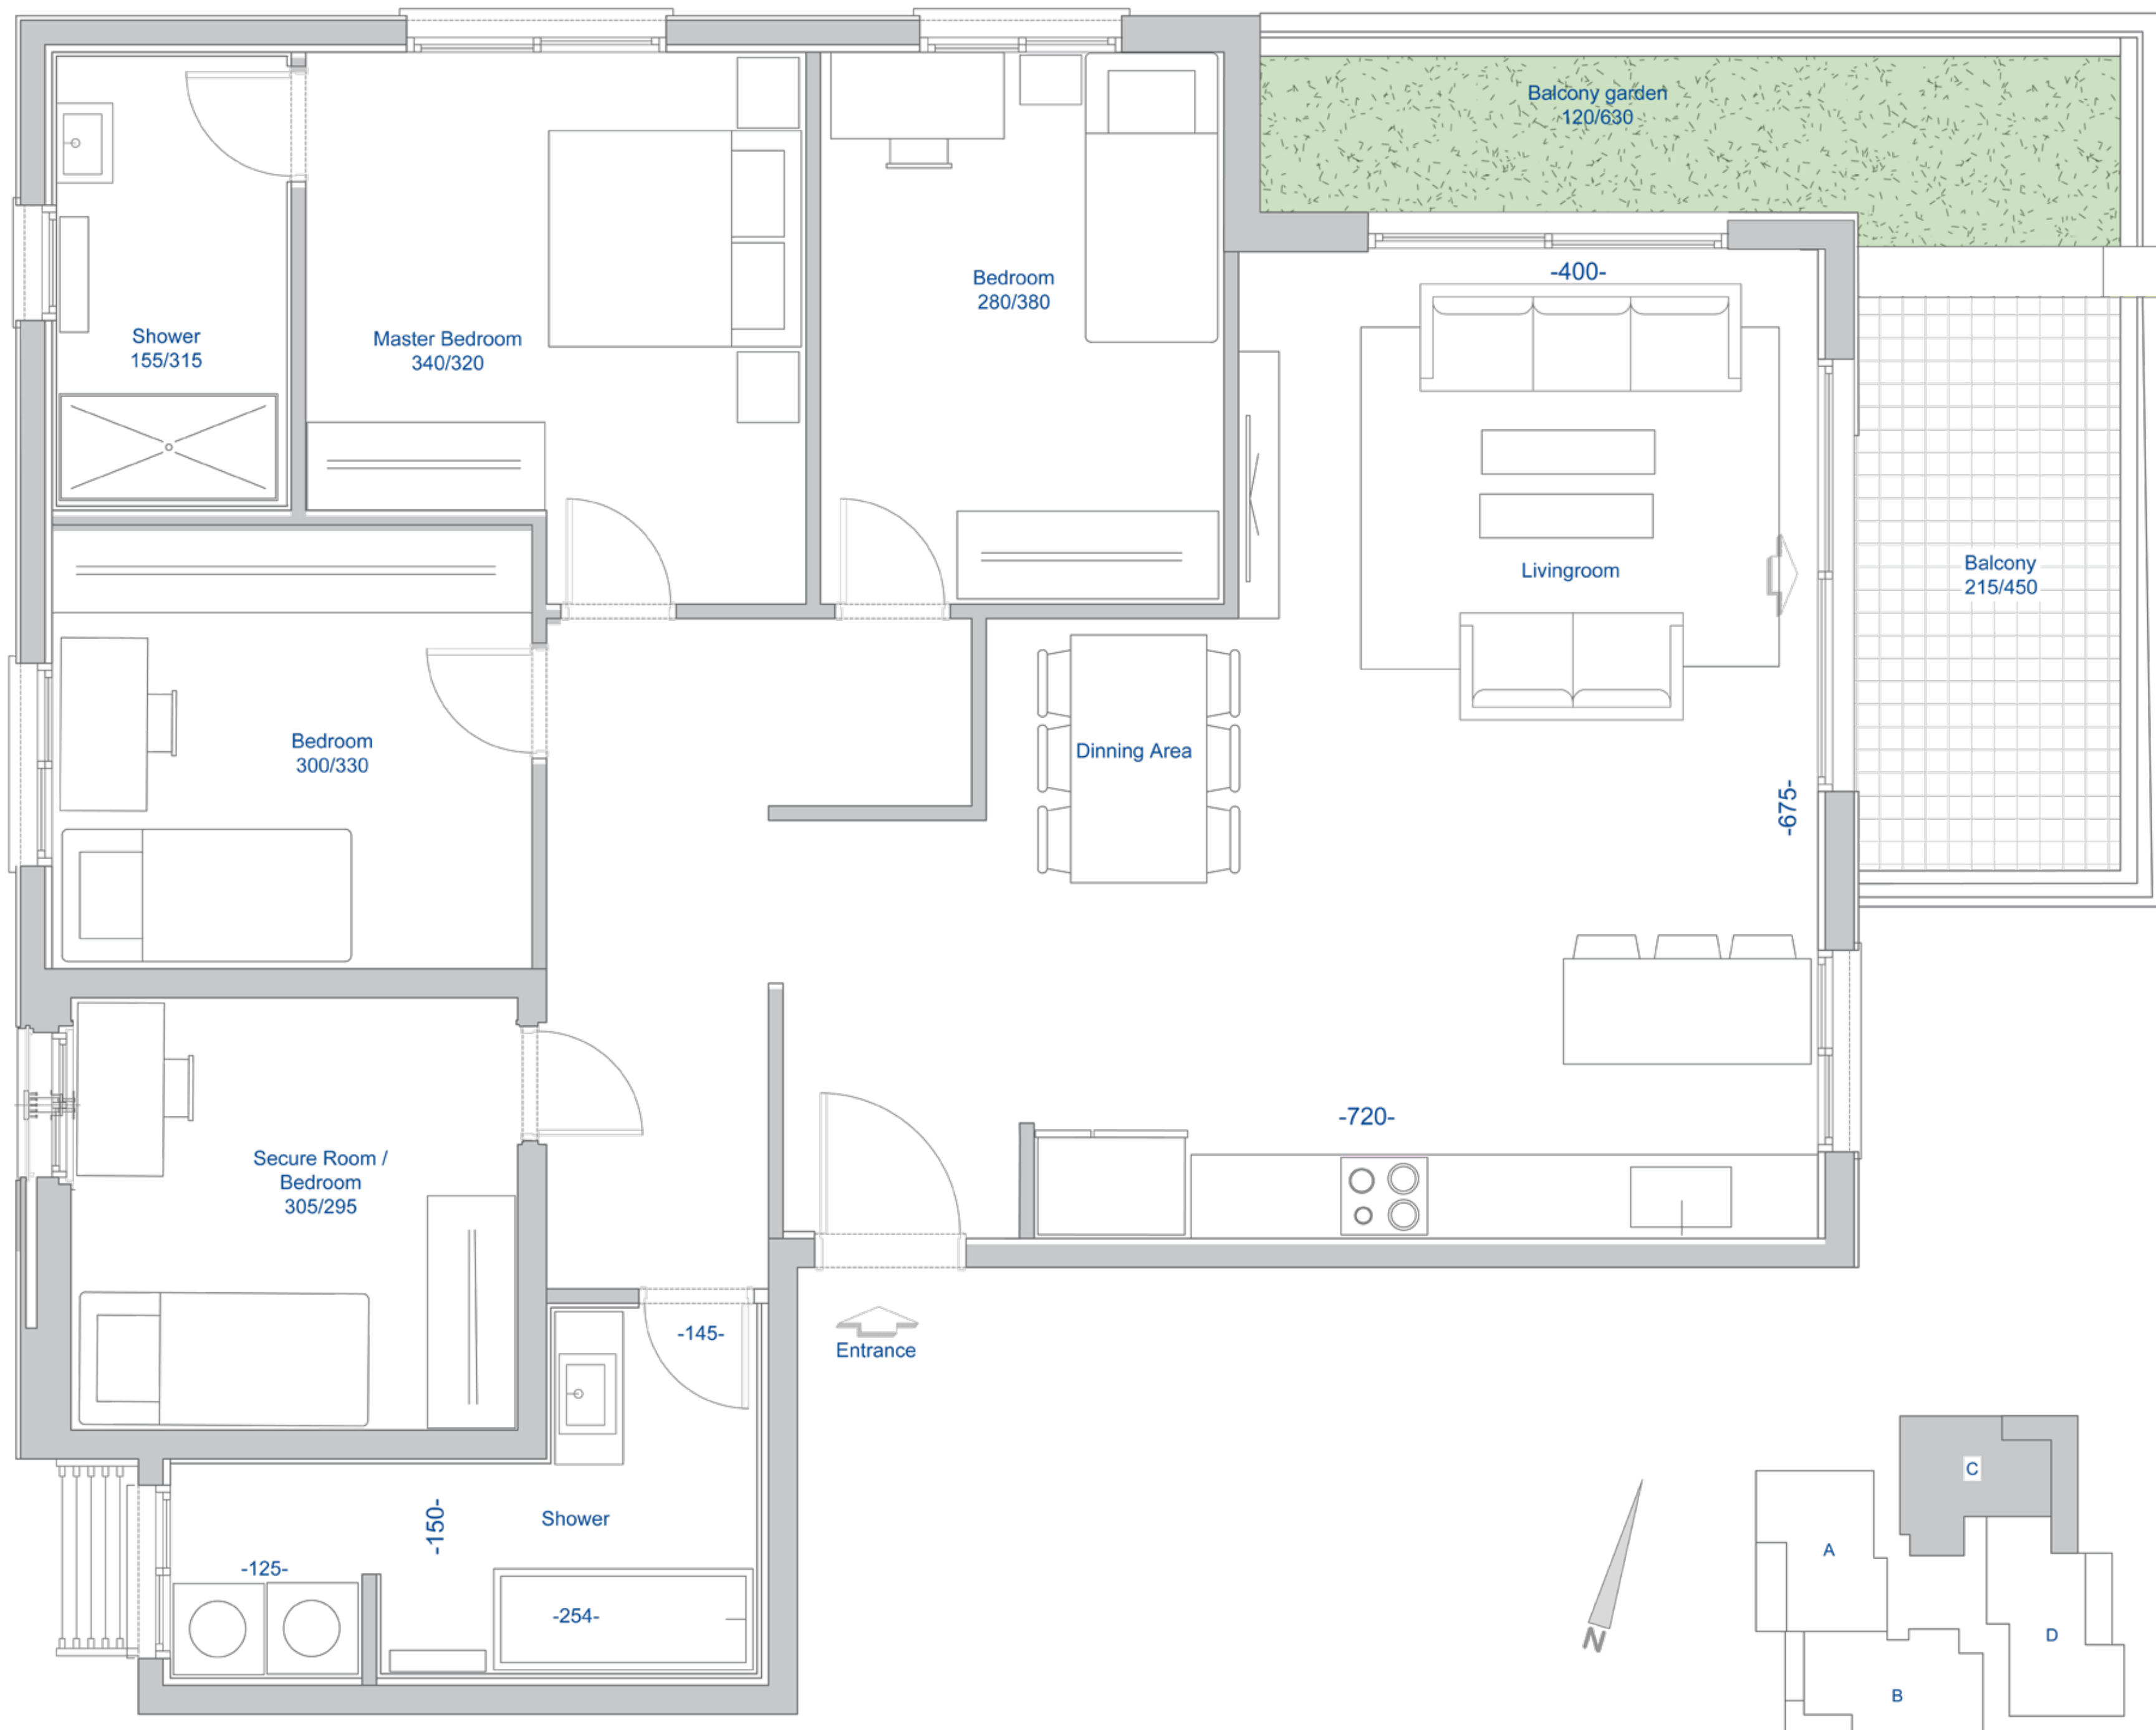 Balcony garden
120/630
-400-
Bedroom
280/380
Shower
155/315
Master Bedroom
340/320
Livingroom
Balcony
215/450
Bedroom
300/330
Dinning Area
-675-
-720-
Secure Room /
Bedroom
305/295
-145-
Entrance
Shower
-150-
-125-
-254-
N
C
A
D
B